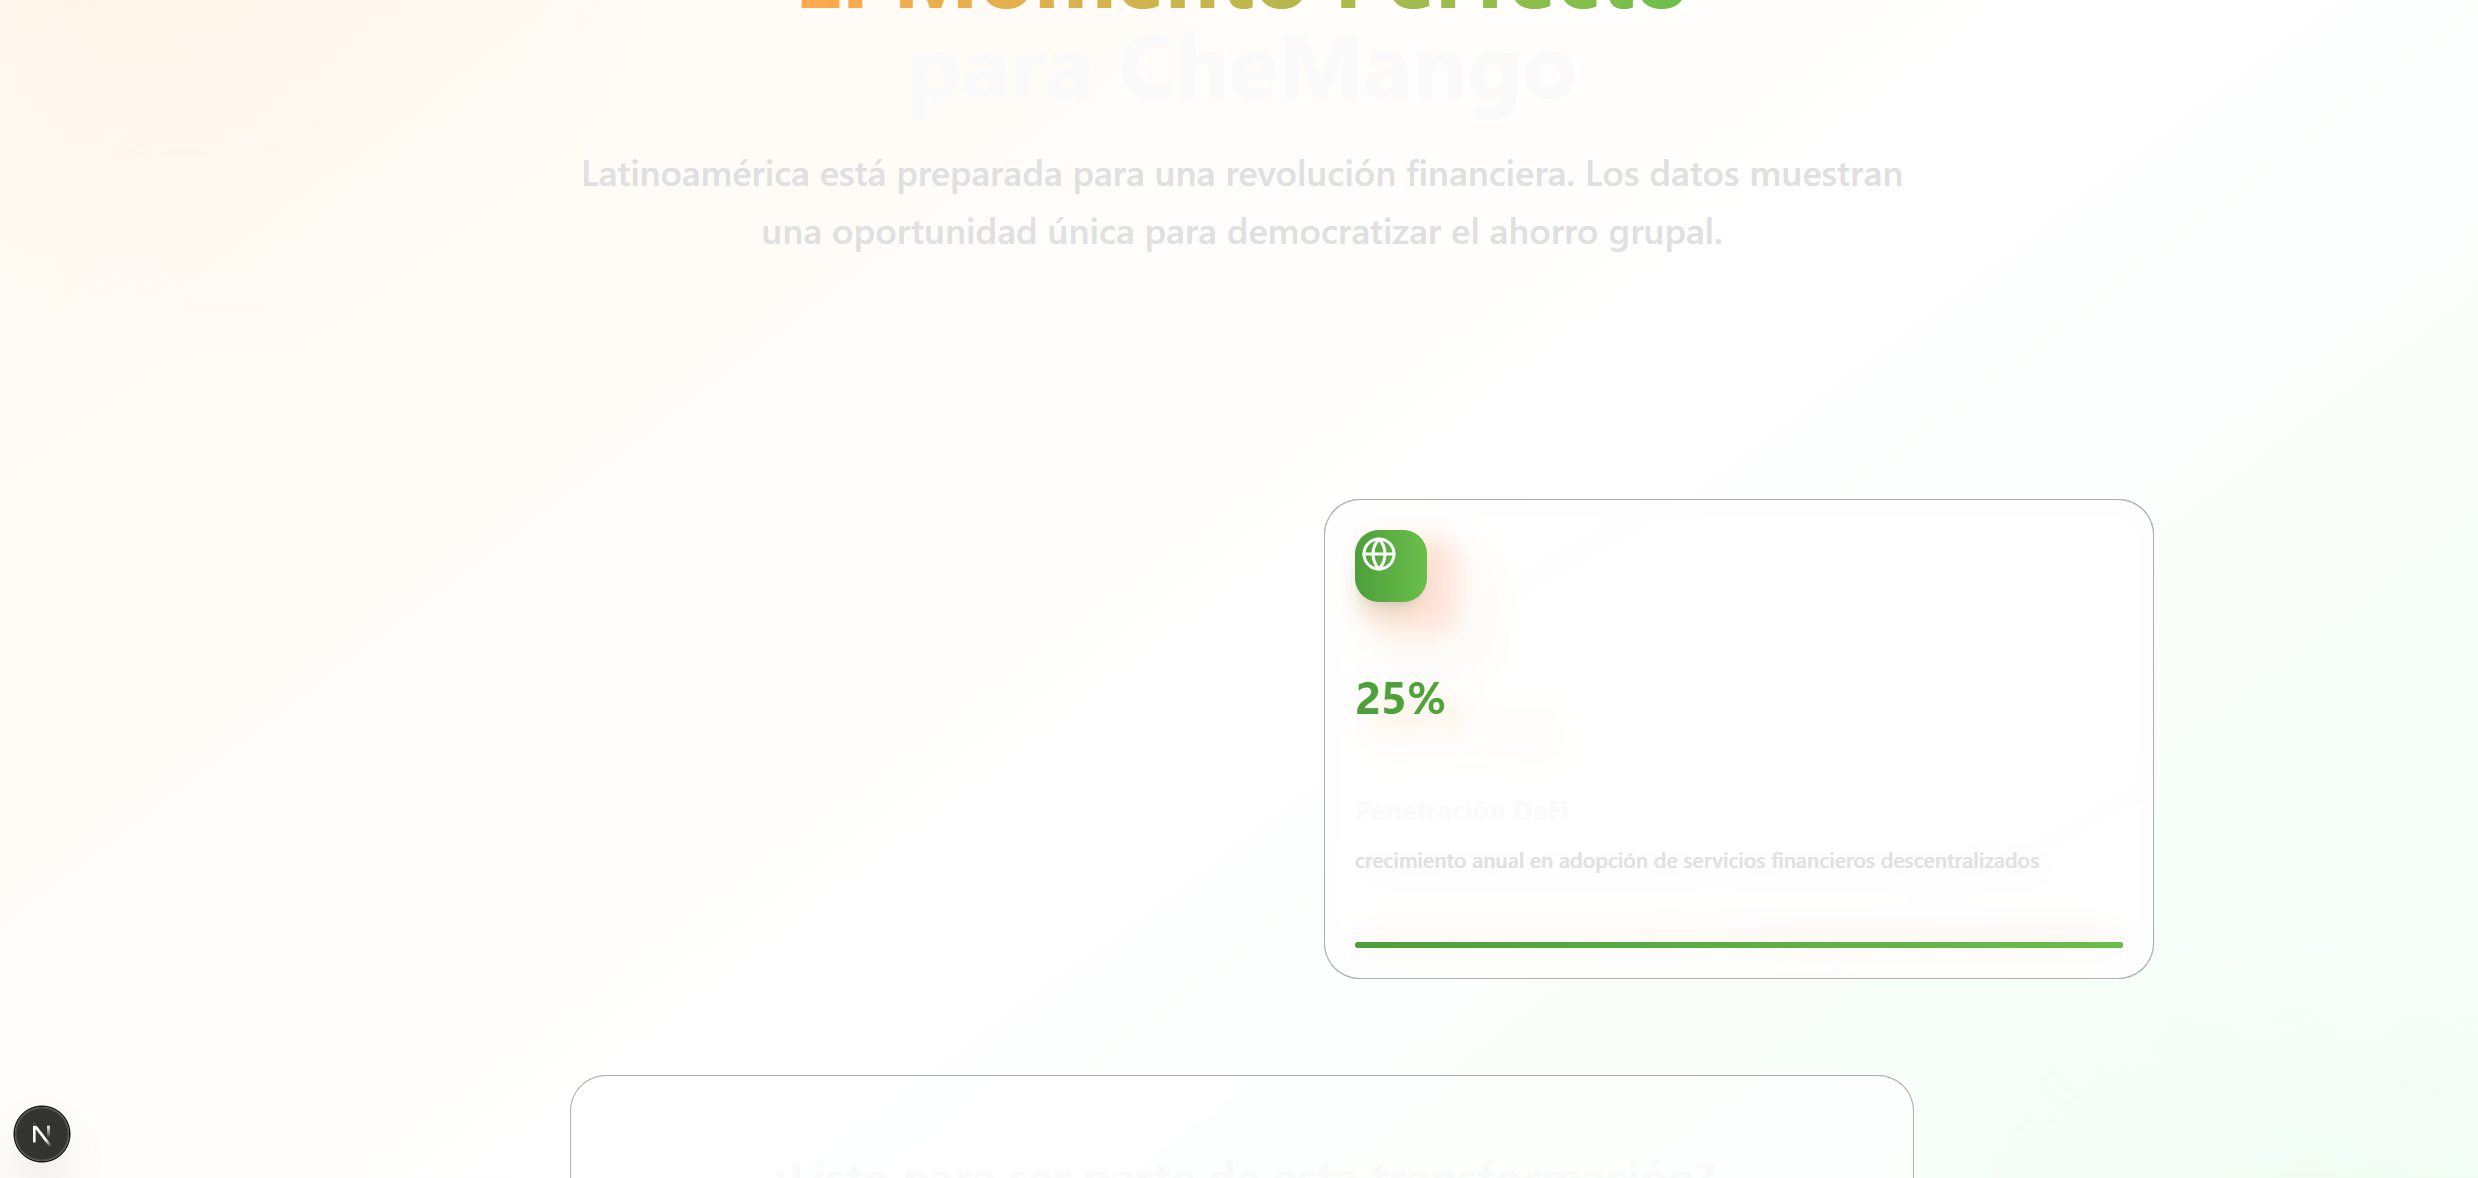 El Momento Perfecto
para CheMango
Latinoamérica está preparada para una revolución financiera. Los datos muestran
una oportunidad única para democratizar el ahorro grupal.
25%
Penetración DeFi
crecimiento anual en adopción de servicios financieros descentralizados
¿Listo para ser parte de esta transformación?
N